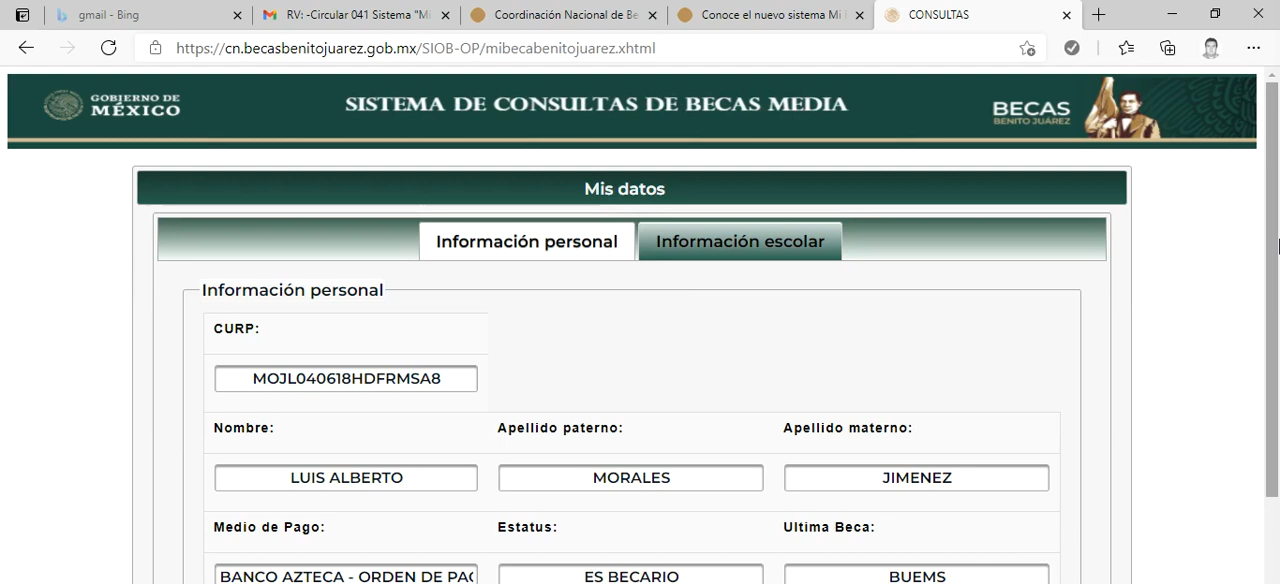 gmail - Bing
RV: -Circular 041 Sistema "Mi
Coordinación Nacional de Be
Conoce el nuevo sistema Mi
CONSULTAS
https://cn.becasbenitojuarez.gob.mx/SIOB-OP/mibecabenitojuarez.xhtml
GOBIERNO DE
MÉXICO
SISTEMA DE CONSULTAS DE BECAS MEDIA
BECAS
BENITO JUÁREZ
Mis datos
Información personal
Información escolar
Información personal
CURP:
MOJL040618HDFRMSA8
Nombre:
Apellido paterno:
Apellido materno:
LUIS ALBERTO
MORALES
JIMENEZ
Medio de Pago:
Estatus:
Ultima Beca:
BANCO AZTECA - ORDEN DE PAG
ES BECARIO
BUEMS